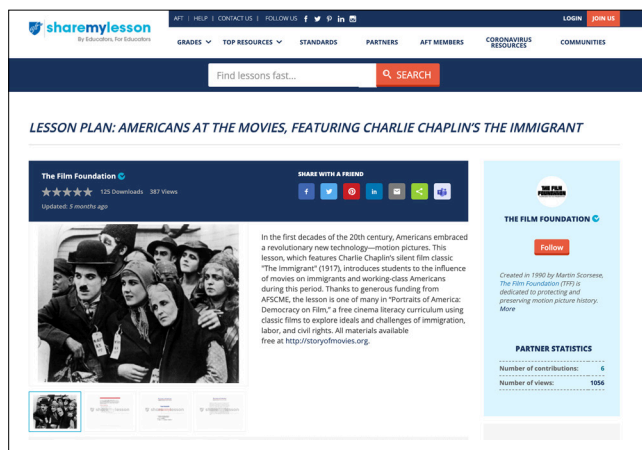 AFT | HELP | CONTACT US | FOLLOW US
LOGIN
JOIN US
sharemylesson
By Educators, For Educators
GRADES
TOP RESOURCES
STANDARDS
PARTNERS
AFT MEMBERS
CORONAVIRUS
RESOURCES
COMMUNITIES
Find lessons fast...
SEARCH
LESSON PLAN: AMERICANS AT THE MOVIES, FEATURING CHARLIE CHAPLIN'S THE IMMIGRANT
The Film Foundation
125 Downloads 387 Views
Updated: 5 months ago
SHARE WITH A FRIEND
In the first decades of the 20th century, Americans embraced
a revolutionary new technology—motion pictures. This
lesson, which features Charlie Chaplin's silent film classic
"The Immigrant" (1917), introduces students to the influence
of movies on immigrants and working-class Americans
during this period. Thanks to generous funding from
AFSCME, the lesson is one of many in "Portraits of America:
Democracy on Film," a free cinema literacy curriculum using
classic films to explore ideals and challenges of immigration,
labor, and civil rights. All materials available
free at http://storyofmovies.org.
THE FILM
FOUNDATION
THE FILM FOUNDATION
Follow
Created in 1990 by Martin Scorsese,
The Film Foundation (TFF) is
dedicated to protecting and
preserving motion picture history.
More
PARTNER STATISTICS
Number of contributions: 6
Number of views: 1056